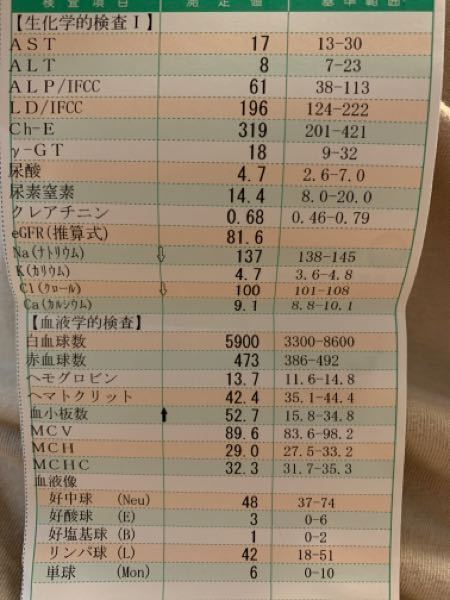 検査項目 測定値 基準範囲
【生化学的検査Ⅰ】
AST 17 13-30
ALT 8 7-23
ALP/IFCC 61 38-113
LD/IFCC 196 124-222
Ch-E 319 201-421
γ-GT 18 9-32
尿酸 4.7 2.6-7.0
尿素窒素 14.4 8.0-20.0
クレアチニン 0.68 0.46-0.79
eGFR(推算式) 81.6
Na(ナトリウム) ⇩ 137 138-145
K(カリウム) 4.7 3.6-4.8
Cl(クロール) ⇩ 100 101-108
Ca(カルシウム) 9.1 8.8-10.1
【血液学的検査】
白血球数 5900 3300-8600
赤血球数 473 386-492
ヘモグロビン 13.7 11.6-14.8
ヘマトクリット 42.4 35.1-44.4
血小板数 ⬆ 52.7 15.8-34.8
MCV 89.6 83.6-98.2
MCH 29.0 27.5-33.2
MCHC 32.3 31.7-35.3
血液像
好中球 (Neu) 48 37-74
好酸球 (E) 3 0-6
好塩基球 (B) 1 0-2
リンパ球 (L) 42 18-51
単球 (Mon) 6 0-10